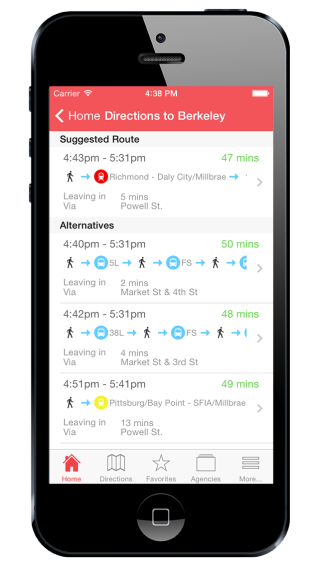 Carrier 4:38 PM
Home Directions to Berkeley
Suggested Route
4:43pm - 5:31pm 47 mins
Richmond - Daly City/Millbrae
Leaving in 5 mins
Via Powell St.
Alternatives
4:40pm - 5:31pm 50 mins
5L FS
Leaving in 2 mins
Via Market St & 4th St
4:42pm - 5:31pm 48 mins
38L FS
Leaving in 4 mins
Via Market St & 3rd St
4:51pm - 5:41pm 49 mins
Pittsburg/Bay Point - SFIA/Millbrae
Leaving in 13 mins
Via Powell St.
Home Directions Favorites Agencies More...